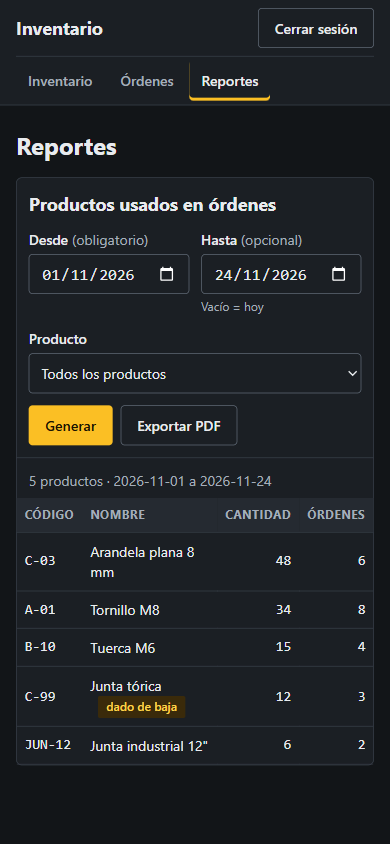 Inventario
Cerrar sesión
Inventario Órdenes Reportes
Reportes
Productos usados en órdenes
Desde (obligatorio) Hasta (opcional)
01/11/2026 24/11/2026
Vacío = hoy
Producto
Todos los productos
Generar Exportar PDF
5 productos · 2026-11-01 a 2026-11-24
CÓDIGO NOMBRE CANTIDAD ÓRDENES
C-03 Arandela plana 8 mm 48 6
A-01 Tornillo M8 34 8
B-10 Tuerca M6 15 4
C-99 Junta tórica dado de baja 12 3
JUN-12 Junta industrial 12" 6 2